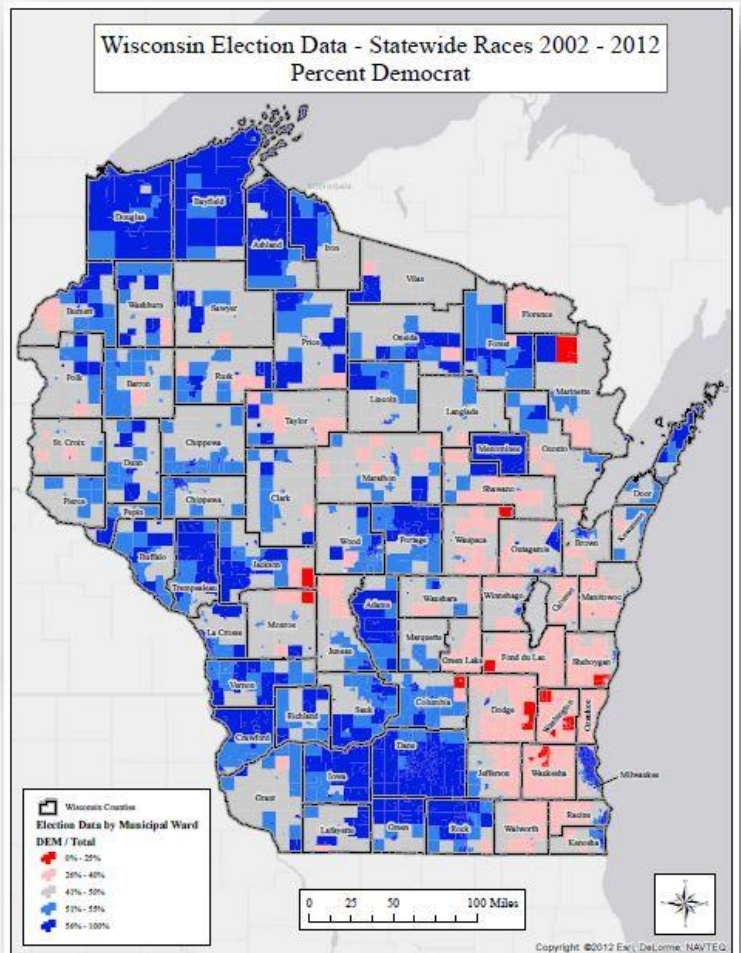 Wisconsin Election Data - Statewide Races 2002 - 2012
Percent Democrat
Douglas
Bayfield
Ashland
Iron
Vilas
Burnett
Washburn
Sawyer
Florence
Price
Oneida
Forest
Polk
Barron
Rusk
Marinette
Lincoln
Langlade
Taylor
St. Croix
Chippewa
Menominee
Oconto
Dunn
Marathon
Shawano
Pierce
Chippewa
Clark
Door
Pepin
Kewaunee
Buffalo
Wood
Portage
Waupaca
Outagamie
Brown
Trempealeau
Jackson
Adams
Waushara
Winnebago
Calumet
Manitowoc
La Crosse
Monroe
Juneau
Marquette
Green Lake
Fond du Lac
Sheboygan
Vernon
Richland
Sauk
Columbia
Dodge
Washington
Ozaukee
Crawford
Dane
Iowa
Jefferson
Waukesha
Milwaukee
Grant
Lafayette
Green
Rock
Walworth
Racine
Kenosha
Wisconsin Counties
Election Data by Municipal Ward
DEM / Total
0% - 25%
26% - 40%
41% - 50%
51% - 55%
56% - 100%
0 25 50 100 Miles
Copyright: ©2012 Esri, DeLorme, NAVTEQ